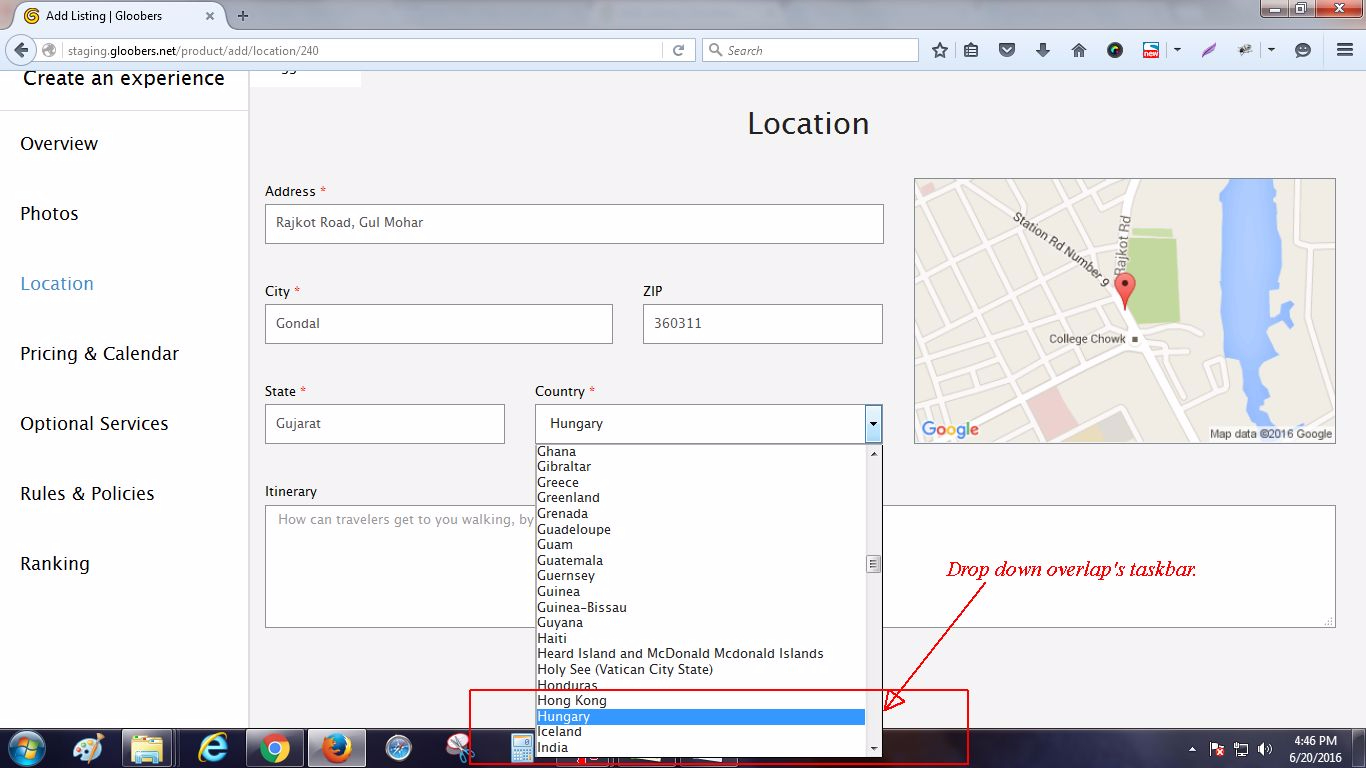 Add Listing | Gloobers
staging.gloobers.net/product/add/location/240
Search
new
Create an experience
Overview
Photos
Location
Pricing & Calendar
Optional Services
Rules & Policies
Ranking
Location
Address *
Rajkot Road, Gul Mohar
City *
ZIP
Gondal
360311
State *
Country *
Gujarat
Hungary
Station Rd Number 9
Rajkot Rd
College Chowk
Google
Map data ©2016 Google
Itinerary
How can travelers get to you walking, by
Ghana
Gibraltar
Greece
Greenland
Grenada
Guadeloupe
Guam
Guatemala
Guernsey
Guinea
Guinea-Bissau
Guyana
Haiti
Heard Island and McDonald Mcdonald Islands
Holy See (Vatican City State)
Honduras
Hong Kong
Hungary
Iceland
India
Drop down overlap's taskbar.
4:46 PM
6/20/2016